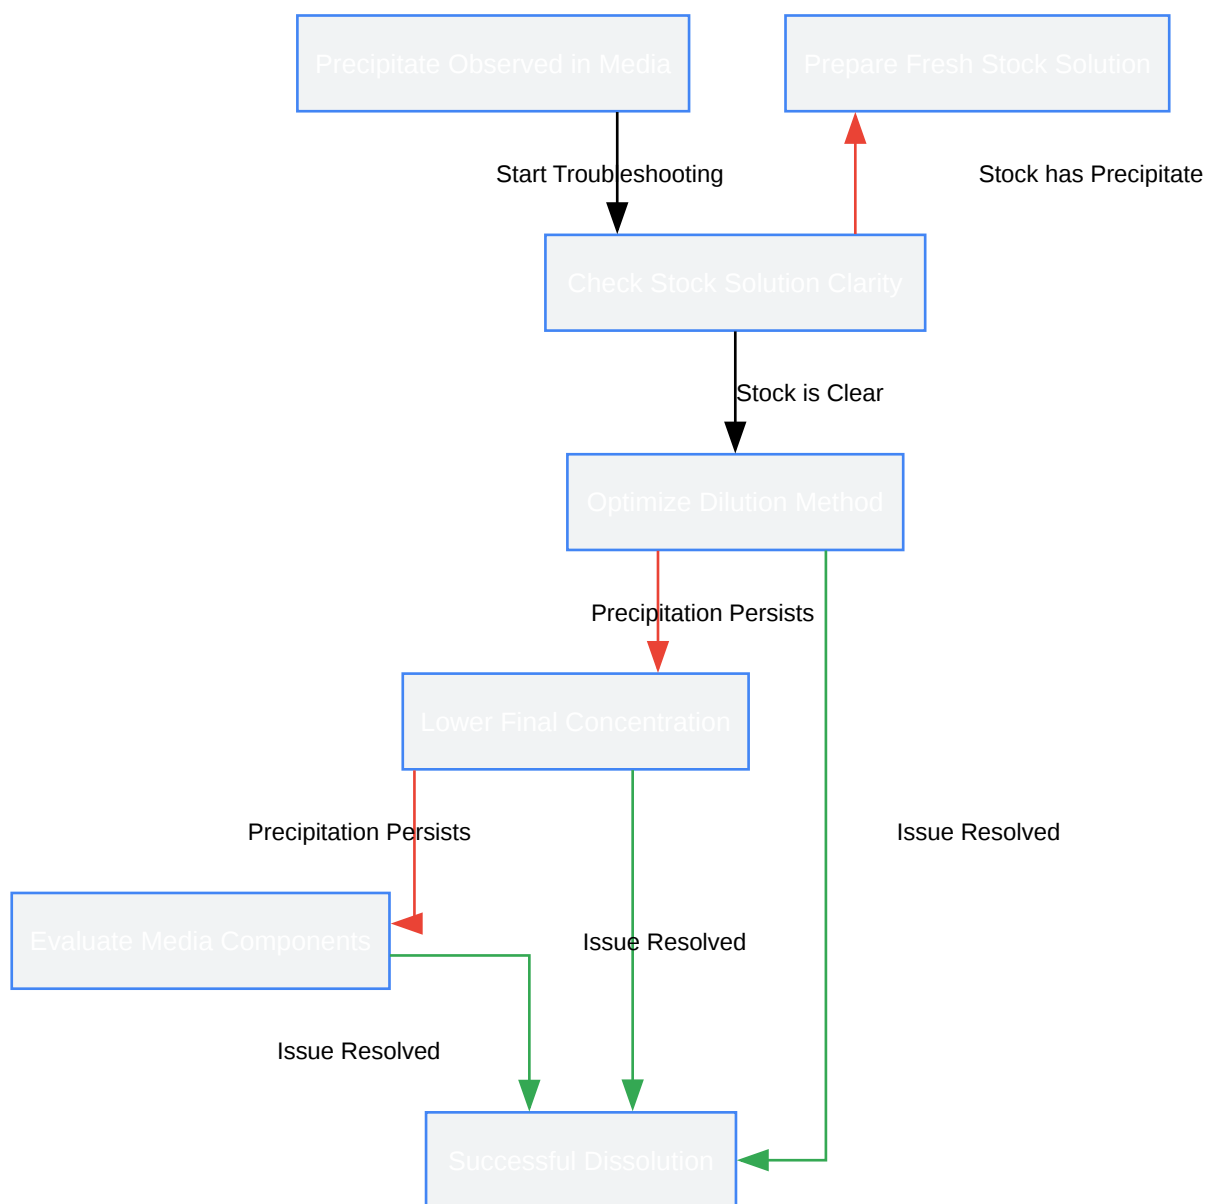 Precipitate Observed in Media
Prepare Fresh Stock Solution
Start Troubleshooting
Stock has Precipitate
Check Stock Solution Clarity
Stock is Clear
Optimize Dilution Method
Precipitation Persists
Lower Final Concentration
Precipitation Persists
Issue Resolved
Evaluate Media Components
Issue Resolved
Issue Resolved
Successful Dissolution